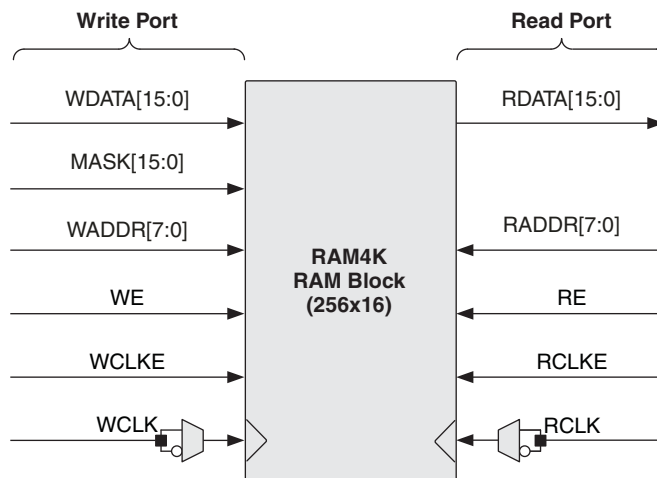 Write Port
Read Port
WDATA[15:0]
RDATA[15:0]
MASK[15:0]
WADDR[7:0]
RADDR[7:0]
RAM4K
RAM Block
(256x16)
WE
RE
WCLKE
RCLKE
WCLK
RCLK